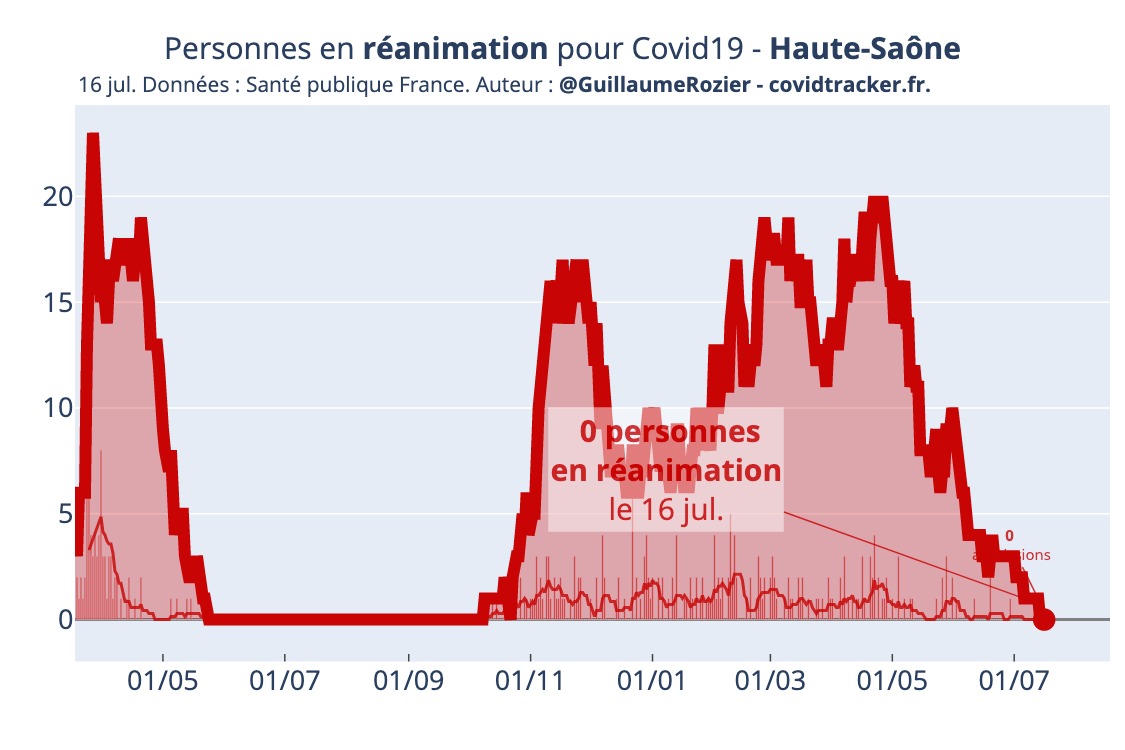 Personnes en réanimation pour Covid19 - Haute-Saône
16 jul. Données : Santé publique France. Auteur : @GuillaumeRozier - covidtracker.fr.
20
15
10
5
0
0 personnes
en réanimation
le 16 jul.
0
01/05
01/07
01/09
01/11
01/01
01/03
01/05
01/07